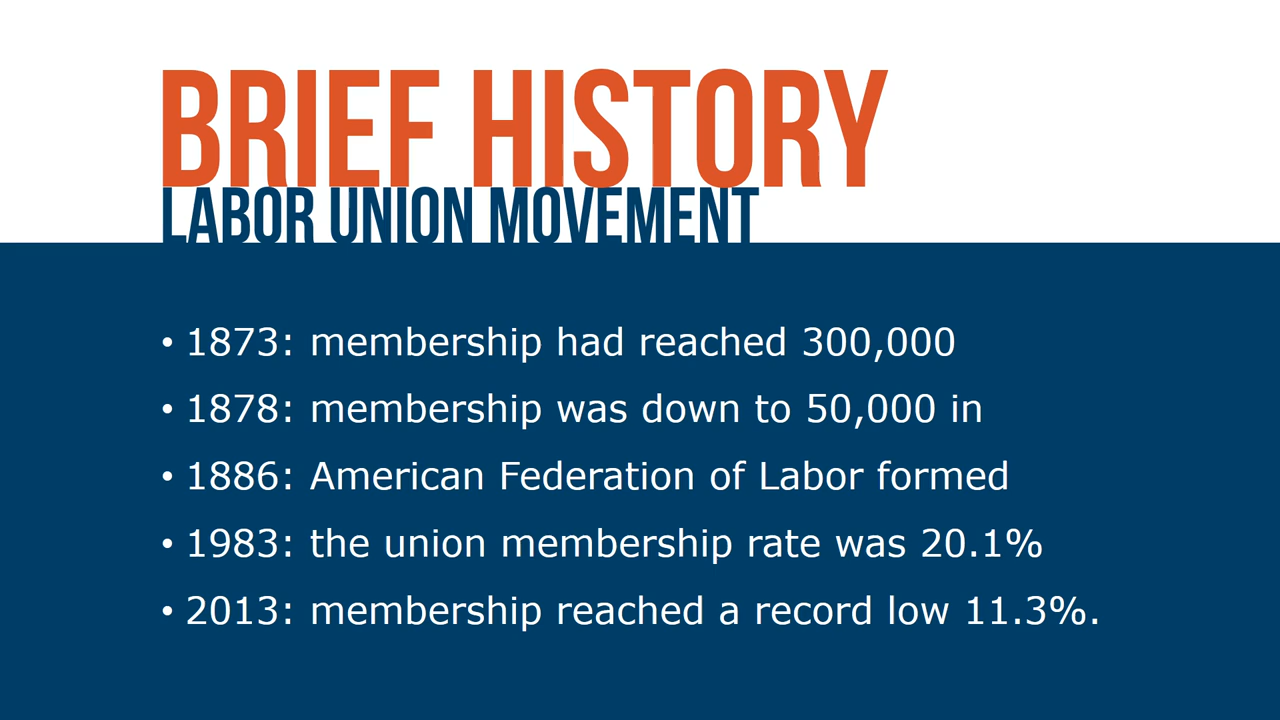 BRIEF HISTORY
LABOR UNION MOVEMENT
• 1873: membership had reached 300,000
• 1878: membership was down to 50,000 in
• 1886: American Federation of Labor formed
• 1983: the union membership rate was 20.1%
• 2013: membership reached a record low 11.3%.